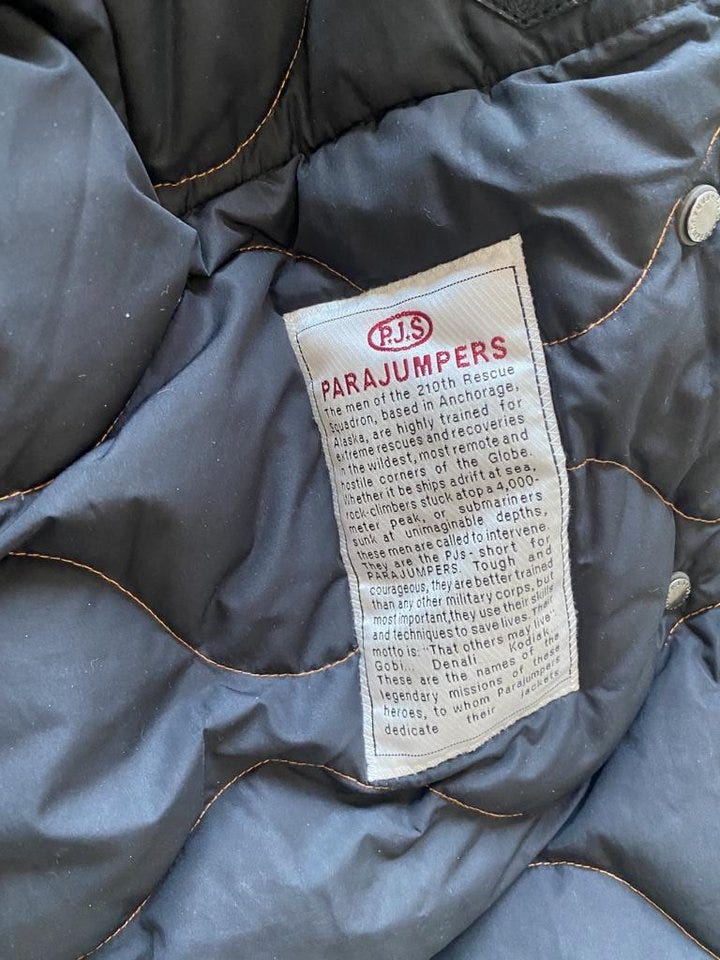 P.J.S
PARAJUMPERS
The men of the 210th Rescue
Squadron, based in Anchorage,
Alaska, are highly trained for
extreme rescues and recoveries
in the wildest, most remote and
hostile corners of the Globe.
Whether it be ships adrift at sea,
rock-climbers stuck atop a 4,000-
meter peak, or submariners
sunk at unimaginable depths,
these men are called to intervene.
They are the PJs - short for
PARAJUMPERS. Tough and
courageous, they are better trained
than any other military corps, but
most important, they use their skills
and techniques to save lives. Their
motto is: "That others may live".
Gobi... Denali Kodiak.
These are the names of the
legendary missions of these
heroes, to whom Parajumpers
dedicate their jackets